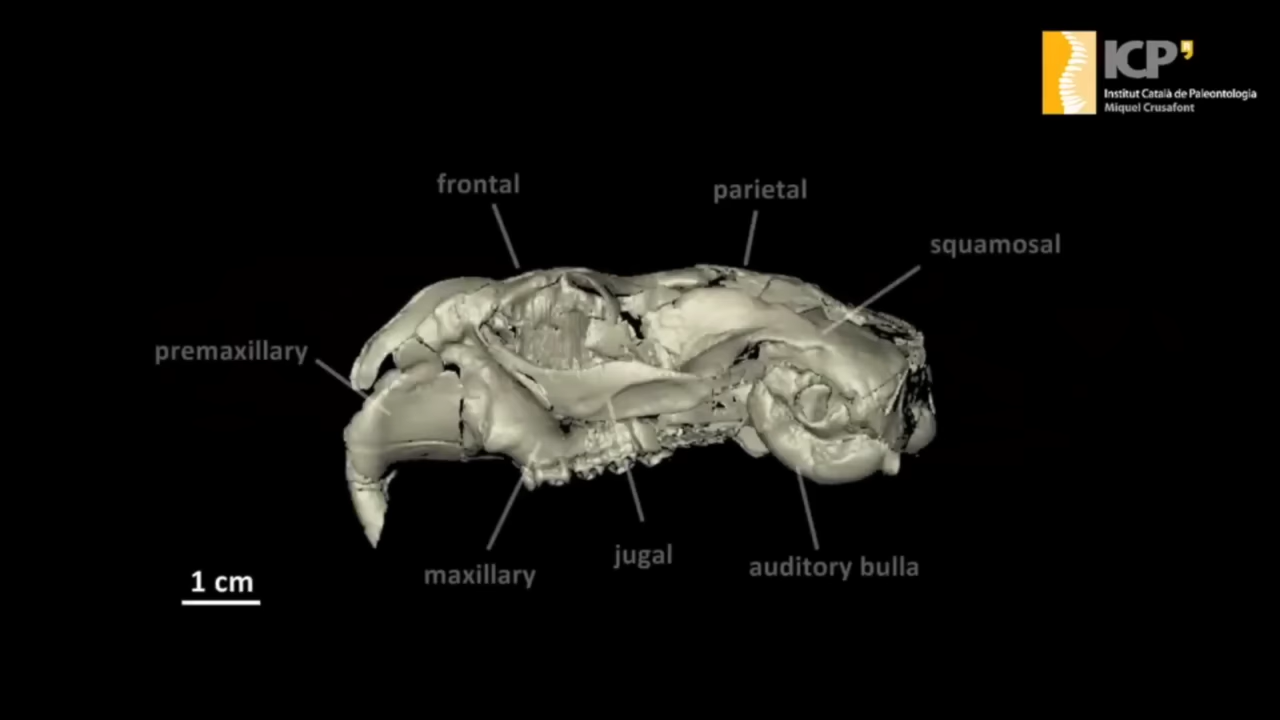 ICP'
Institut Català de Paleontologia
Miquel Crusafont
frontal
parietal
squamosal
premaxillary
maxillary
jugal
auditory bulla
1 cm